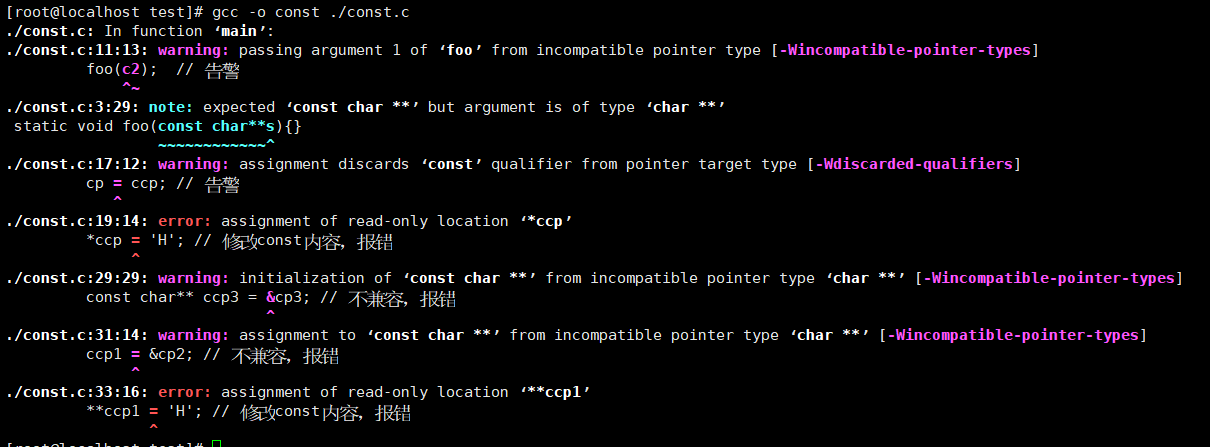 [root@localhost test]# gcc -o const ./const.c
./const.c: In function ‘main’:
./const.c:11:13: warning: passing argument 1 of ‘foo’ from incompatible pointer type [-Wincompatible-pointer-types]
foo(c2);  // 告警
^~
./const.c:3:29: note: expected ‘const char **’ but argument is of type ‘char **’
static void foo(const char**s){}
~~~~~~~~~~~~^
./const.c:17:12: warning: assignment discards ‘const’ qualifier from pointer target type [-Wdiscarded-qualifiers]
cp = ccp; // 告警
^
./const.c:19:14: error: assignment of read-only location ‘*ccp’
*ccp = 'H'; // 修改const内容，报错
^
./const.c:29:29: warning: initialization of ‘const char **’ from incompatible pointer type ‘char **’ [-Wincompatible-pointer-types]
const char** ccp3 = &cp3; // 不兼容，报错
^
./const.c:31:14: warning: assignment to ‘const char **’ from incompatible pointer type ‘char **’ [-Wincompatible-pointer-types]
ccp1 = &cp2; // 不兼容，报错
^
./const.c:33:16: error: assignment of read-only location ‘**ccp1’
**ccp1 = 'H'; // 修改const内容，报错
^
[root@localhost test]#